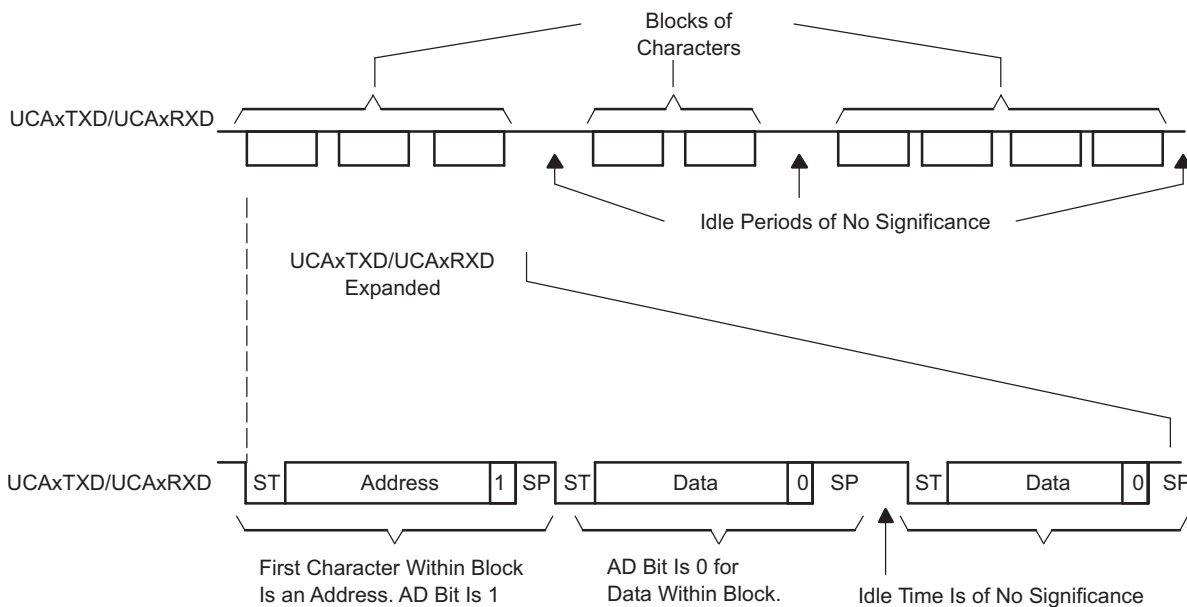 Blocks of
Characters
UCAxTXD/UCAxRXD
Idle Periods of No Significance
UCAxTXD/UCAxRXD
Expanded
UCAxTXD/UCAxRXD
ST
Address
1
SP
ST
Data
0
SP
ST
Data
0
SP
First Character Within Block
Is an Address. AD Bit Is 1
AD Bit Is 0 for
Data Within Block.
Idle Time Is of No Significance